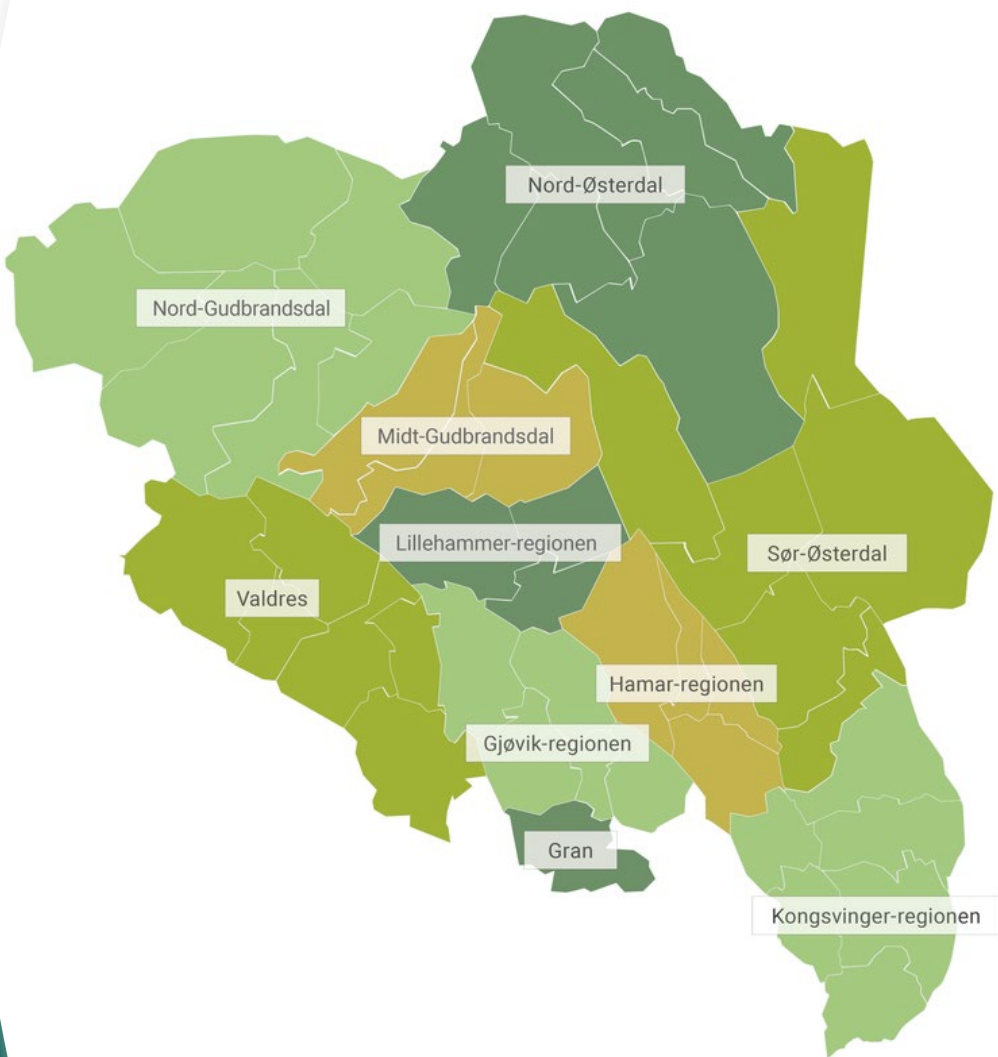 Nord-Østerdal
Nord-Gudbrandsdal
Midt-Gudbrandsdal
Lillehammer-regionen
Sør-Østerdal
Valdres
Hamar-regionen
Gjøvik-regionen
Gran
Kongsvinger-regionen